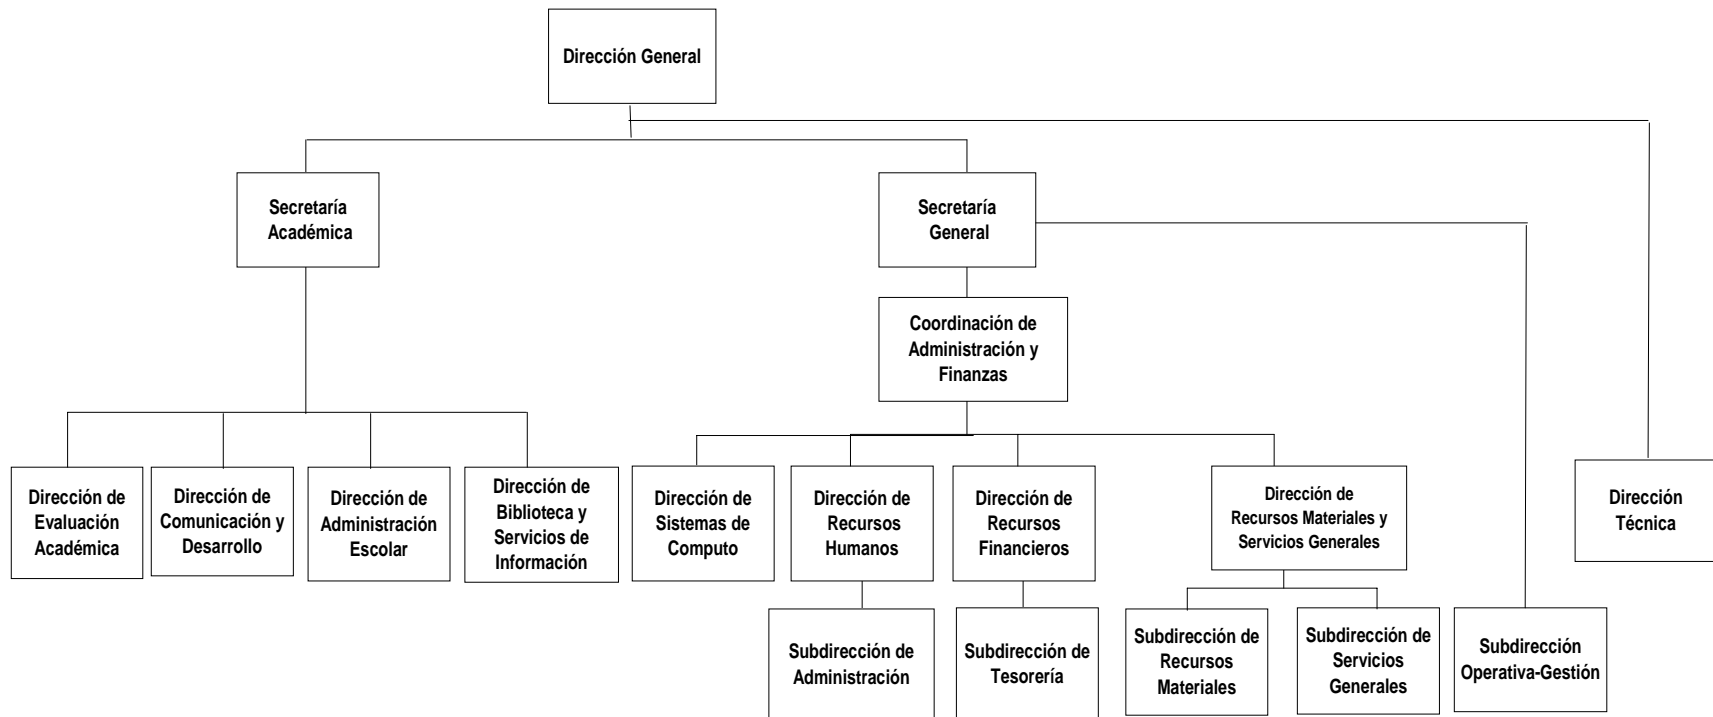 Dirección General
Secretaría
Académica
Secretaría
General
Coordinación de
Administración y
Finanzas
Dirección de
Evaluación
Académica
Dirección de
Comunicación y
Desarrollo
Dirección de
Administración
Escolar
Dirección de
Biblioteca y
Servicios de
Información
Dirección de
Sistemas de
Computo
Dirección de
Recursos
Humanos
Dirección de
Recursos
Financieros
Dirección de
Recursos Materiales y
Servicios Generales
Dirección
Técnica
Subdirección de
Administración
Subdirección de
Tesorería
Subdirección de
Recursos
Materiales
Subdirección de
Servicios
Generales
Subdirección
Operativa-Gestión